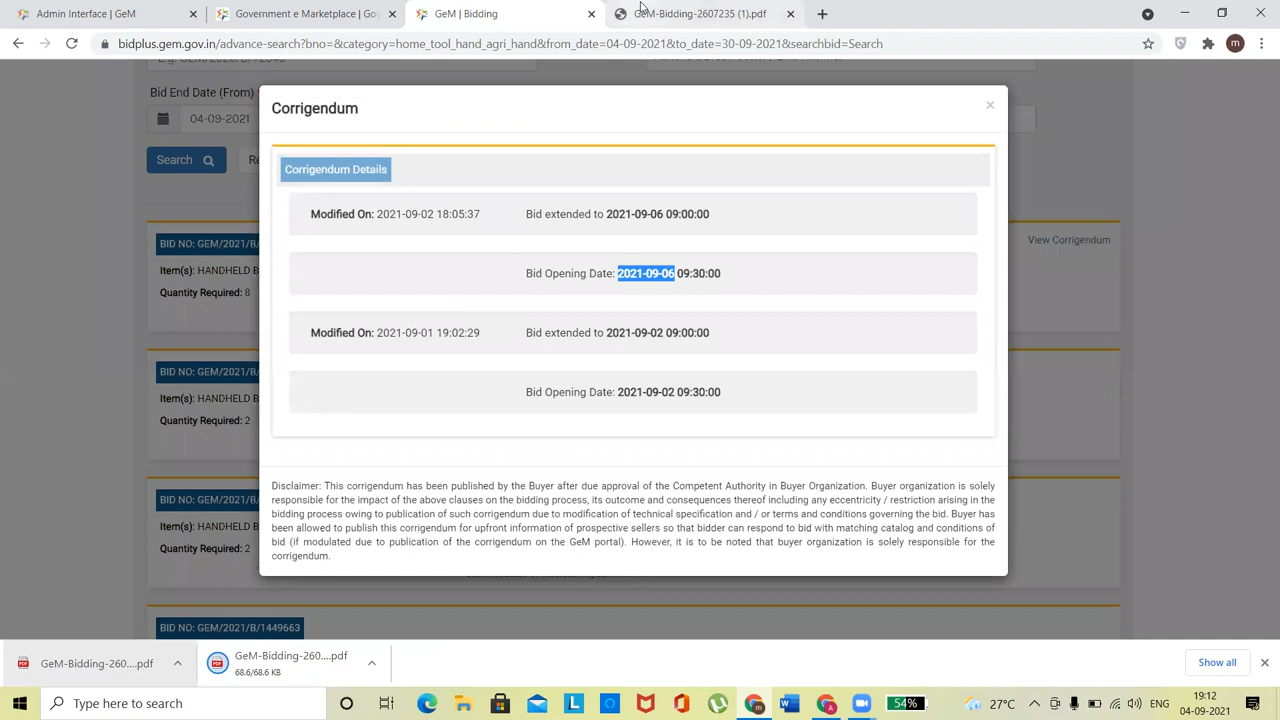 Admin Interface | GeM
Government e Marketplace | Go
GeM | Bidding
GeM-Bidding-2607235 (1).pdf
bidplus.gem.gov.in/advance-search?bno=&category=home_tool_hand_agri_hand&from_date=04-09-2021&to_date=30-09-2021&searchbid=Search
m
Bid End Date (From)
04-09-2021
Search
Re
Corrigendum
Corrigendum Details
Modified On: 2021-09-02 18:05:37 Bid extended to 2021-09-06 09:00:00
Bid Opening Date: 2021-09-06 09:30:00
Modified On: 2021-09-01 19:02:29 Bid extended to 2021-09-02 09:00:00
Bid Opening Date: 2021-09-02 09:30:00
Disclaimer: This corrigendum has been published by the Buyer after due approval of the Competent Authority in Buyer Organization. Buyer organization is solely
responsible for the impact of the above clauses on the bidding process, its outcome and consequences thereof including any eccentricity / restriction arising in the
bidding process owing to publication of such corrigendum due to modification of technical specification and / or terms and conditions governing the bid. Buyer has
been allowed to publish this corrigendum for upfront information of prospective sellers so that bidder can respond to bid with matching catalog and conditions of
bid (if modulated due to publication of the corrigendum on the GeM portal). However, it is to be noted that buyer organization is solely responsible for the
corrigendum.
BID NO: GEM/2021/B/
View Corrigendum
Item(s): HANDHELD B
Quantity Required: 8
BID NO: GEM/2021/B/
Item(s): HANDHELD B
Quantity Required: 2
BID NO: GEM/2021/B/
Item(s): HANDHELD B
Quantity Required: 2
BID NO: GEM/2021/B/1449663
GeM-Bidding-260....pdf
GeM-Bidding-260....pdf
68.6/68.6 KB
Show all
Type here to search
54%
27°C
ENG
19:12
04-09-2021